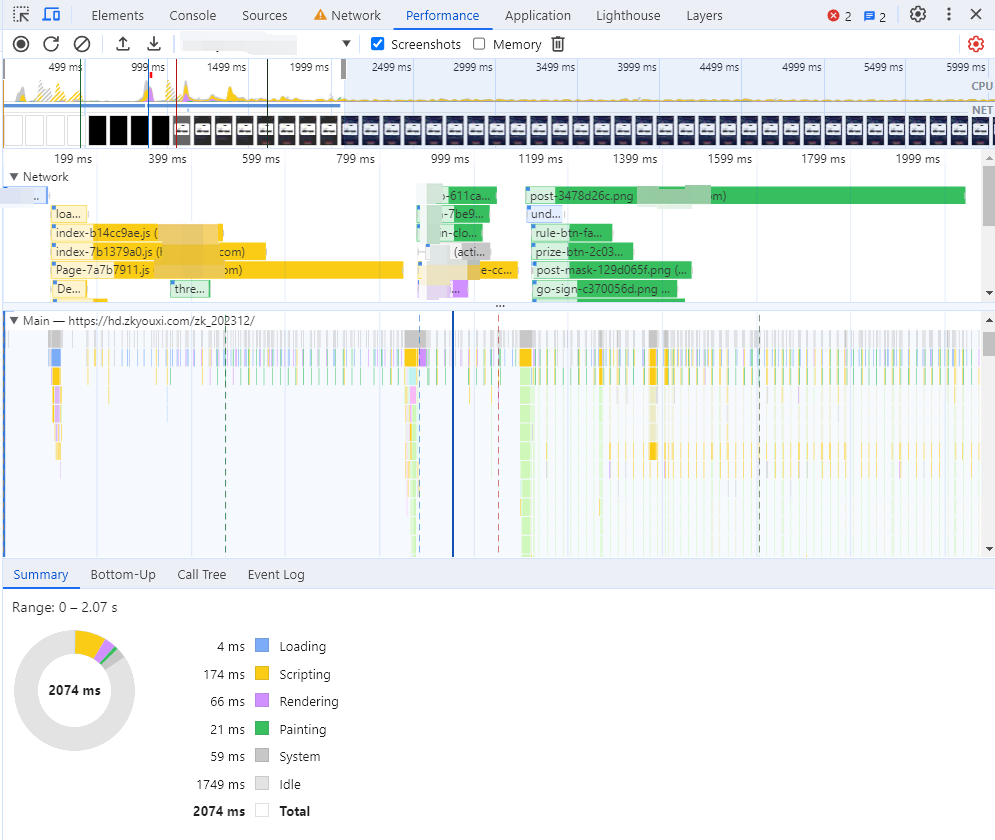 Elements Console Sources Network Performance Application Lighthouse Layers 2 2
Screenshots Memory
499 ms 999 ms 1499 ms 1999 ms 2499 ms 2999 ms 3499 ms 3999 ms 4499 ms 4999 ms 5499 ms 5999 ms
CPU
NET
199 ms 399 ms 599 ms 799 ms 999 ms 1199 ms 1399 ms 1599 ms 1799 ms 1999 ms
Network
.. -611ca... post-3478d26c.png m)
loa... -7be9... und...
index-b14cc9ae.js ( n-clo... rule-btn-fa...
index-7b1379a0.js ( com) (acti... prize-btn-2c03...
Page-7a7b7911.js om) e-cc... post-mask-129d065f.png (...
De... thre... ... go-sign-c370056d.png ...
...
Main — https://hd.zkyouxi.com/zk_202312/
Summary Bottom-Up Call Tree Event Log
Range: 0 – 2.07 s
2074 ms
4 ms Loading
174 ms Scripting
66 ms Rendering
21 ms Painting
59 ms System
1749 ms Idle
2074 ms Total